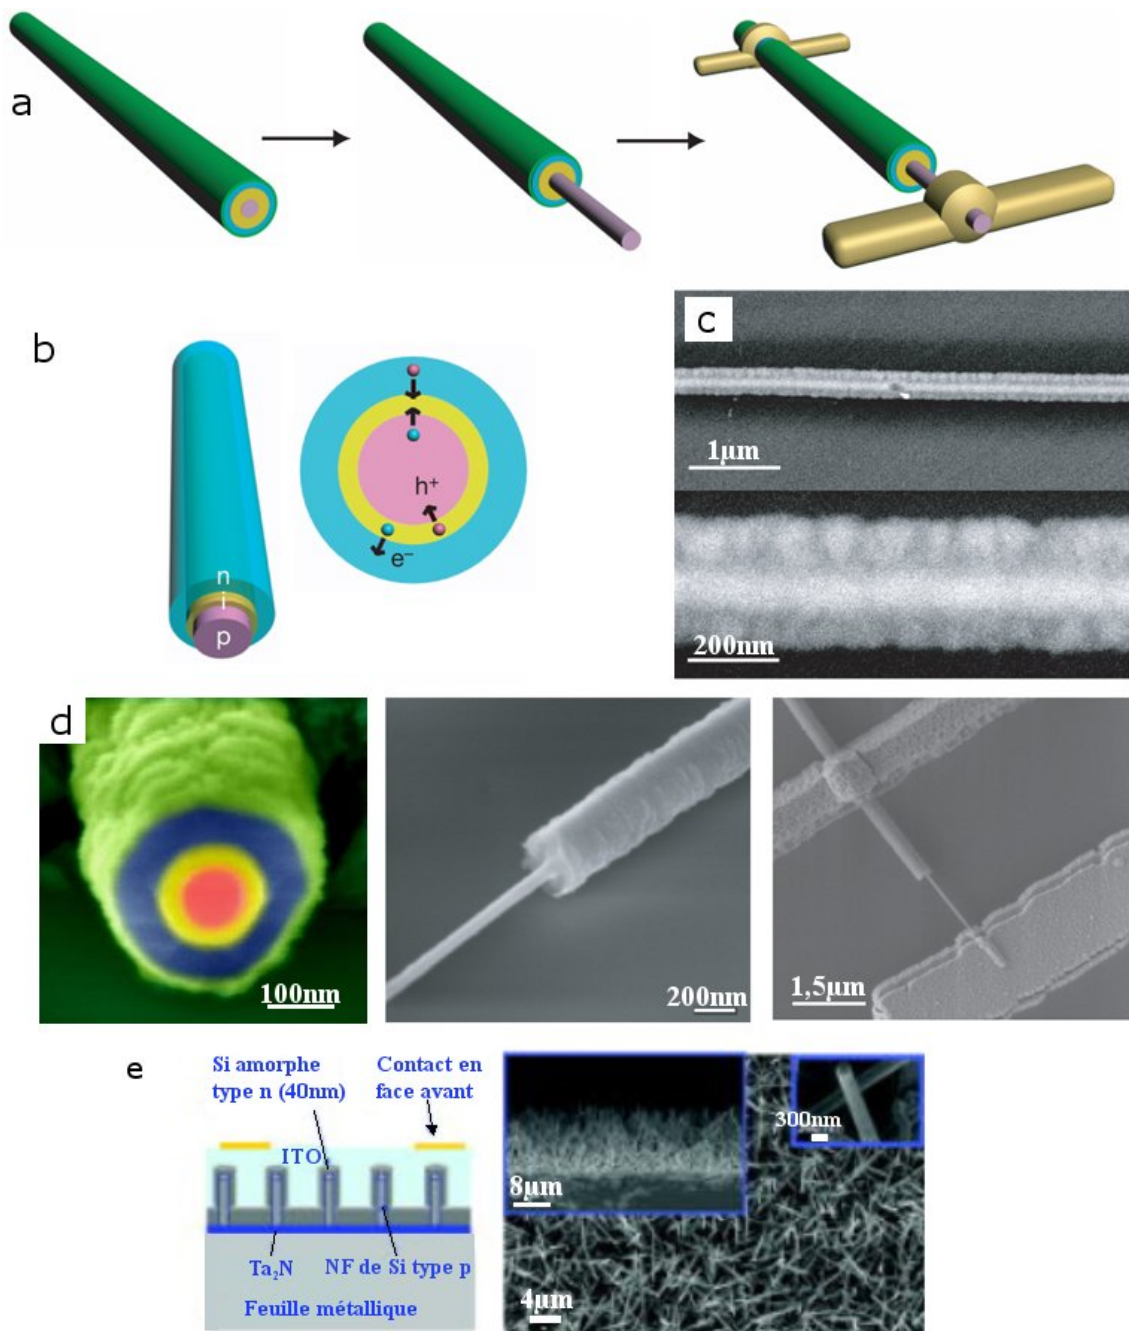 a
b
c
1μm
200nm
n
i
p
h⁺
e⁻
d
100nm
200nm
1,5μm
e
Si amorphe
type n (40nm)
Contact en
face avant
ITO
Ta₂N
NF de Si type p
Feuille métallique
8μm
300nm
4μm